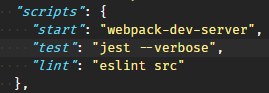 "scripts": {
"start": "webpack-dev-server",
"test": "jest --verbose",
"lint": "eslint src"
},